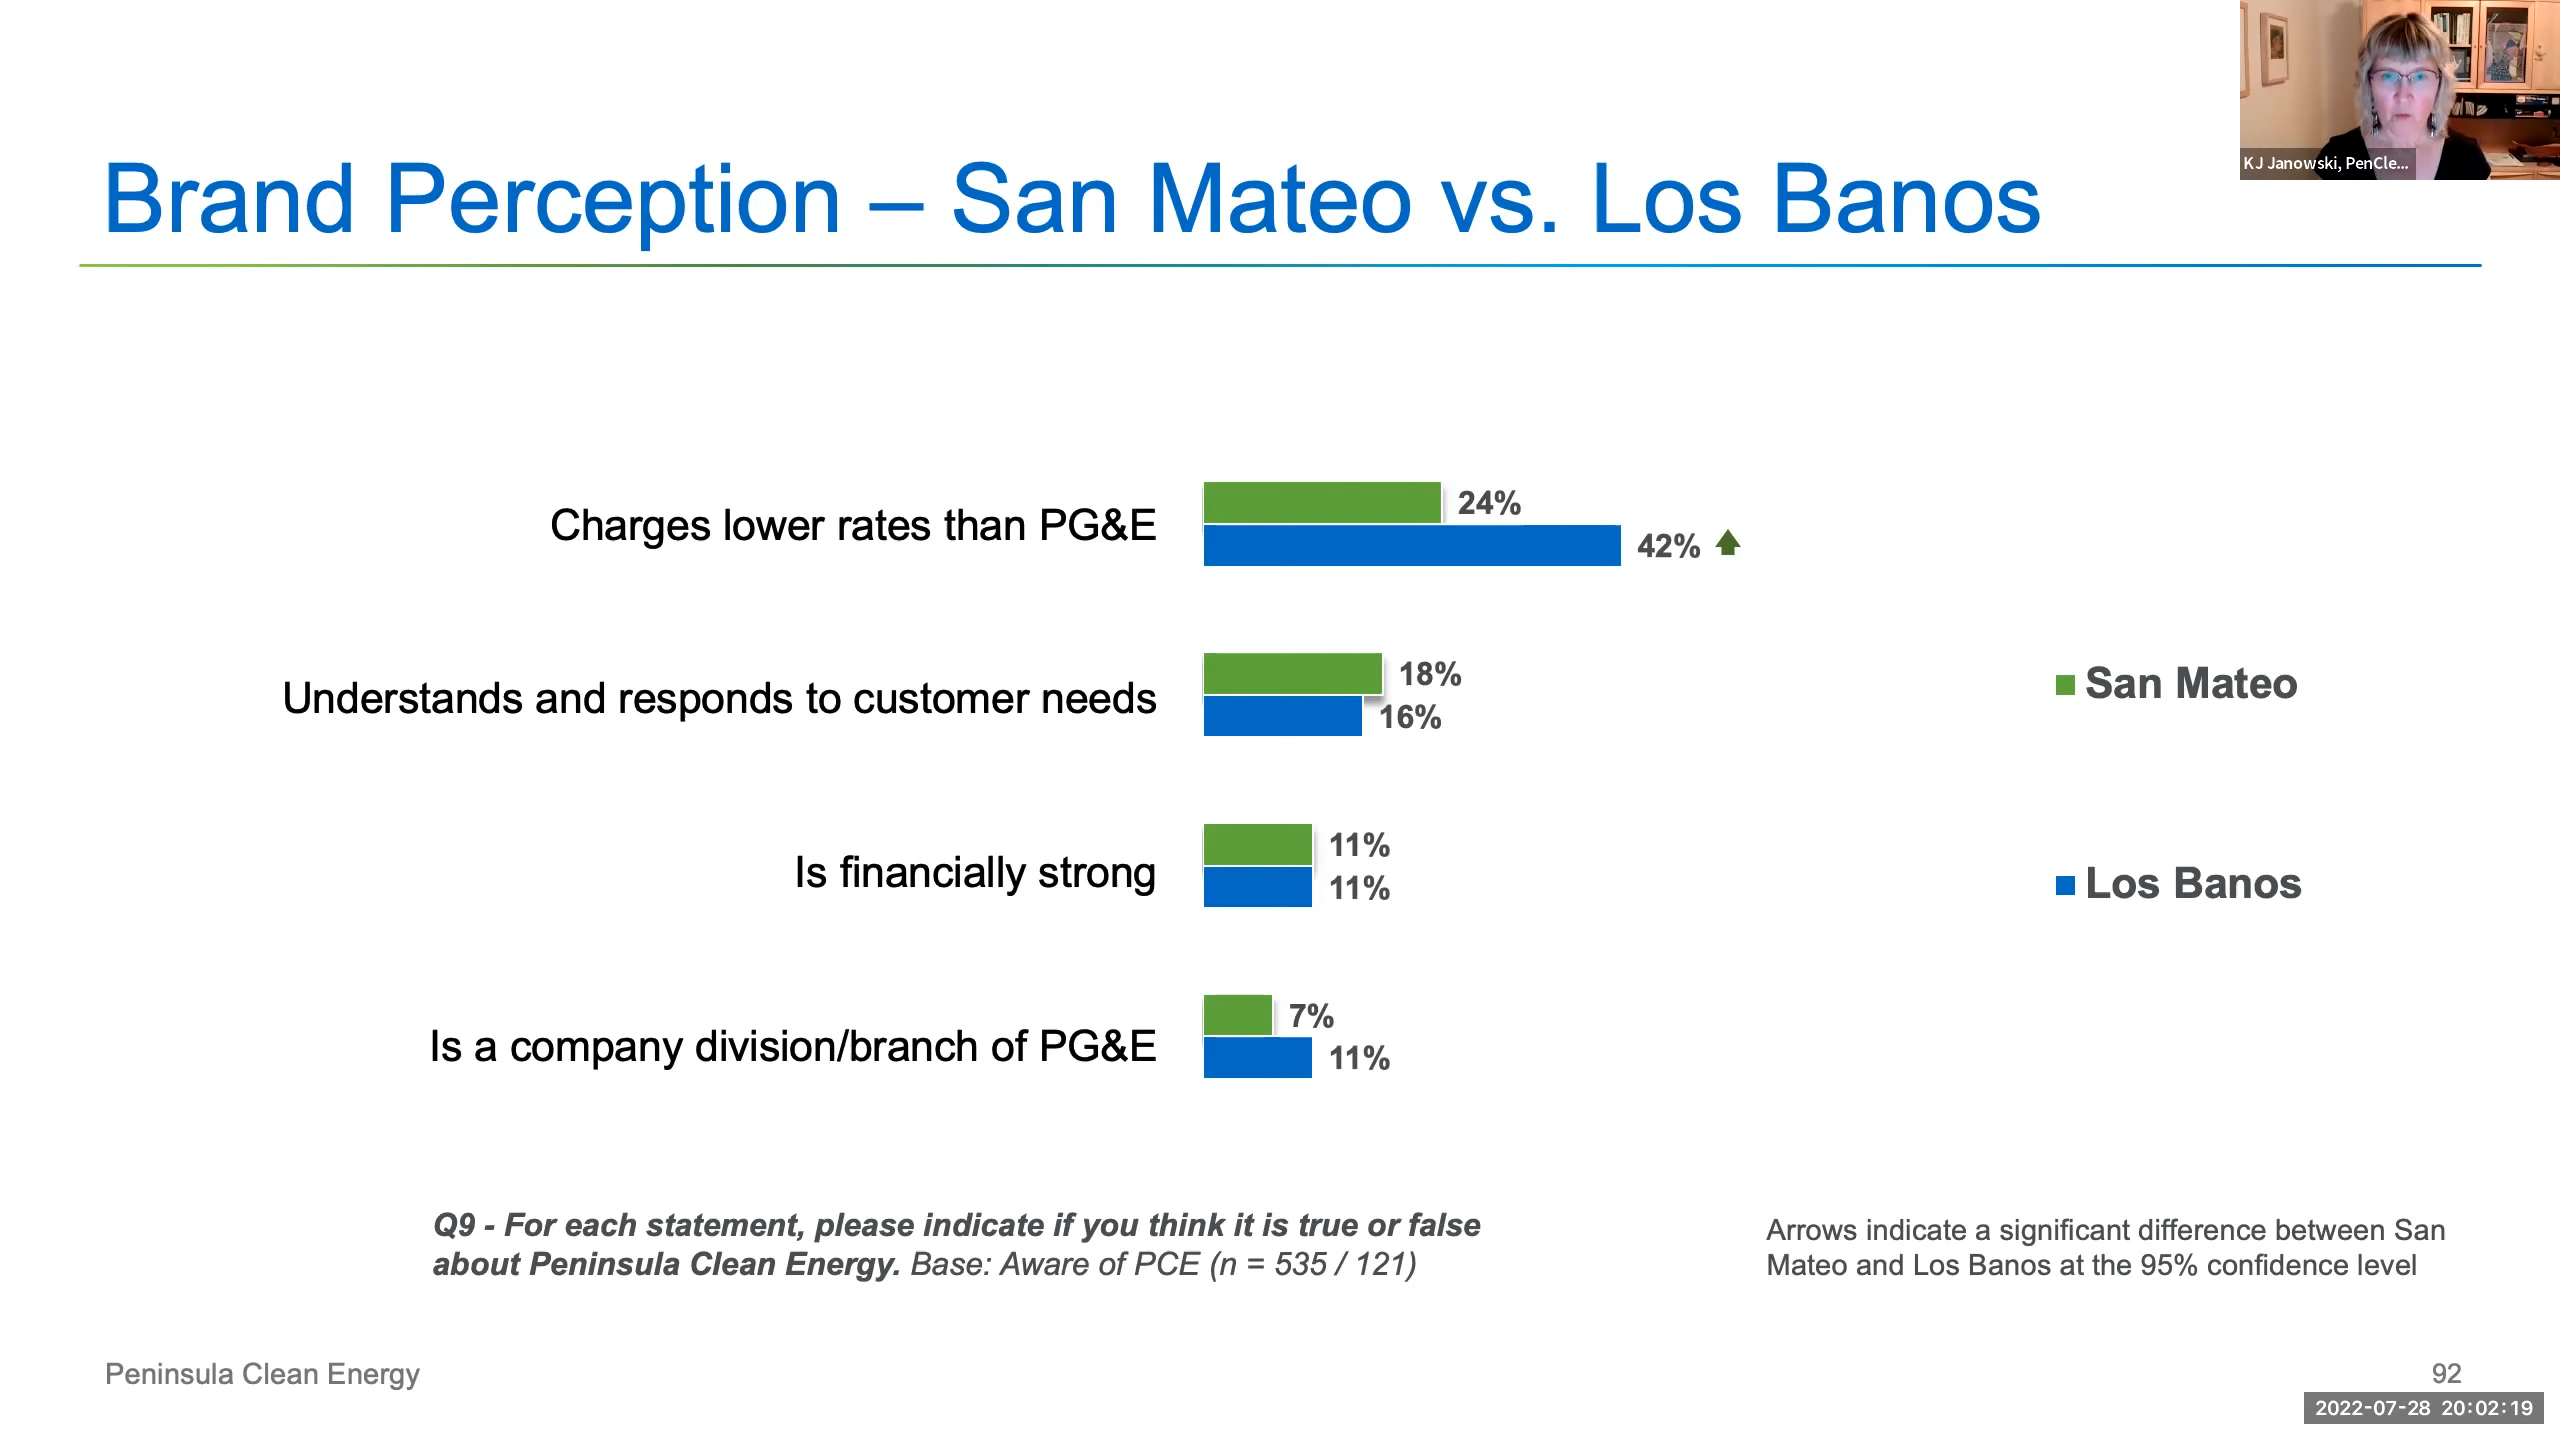 KJ Janowski, PenCle...
Brand Perception – San Mateo vs. Los Banos
Charges lower rates than PG&E
24%
42%
Understands and responds to customer needs
18%
16%
Is financially strong
11%
11%
Is a company division/branch of PG&E
7%
11%
San Mateo
Los Banos
Q9 - For each statement, please indicate if you think it is true or false
about Peninsula Clean Energy. Base: Aware of PCE (n = 535 / 121)
Arrows indicate a significant difference between San
Mateo and Los Banos at the 95% confidence level
Peninsula Clean Energy
92
2022-07-28 20:02:19